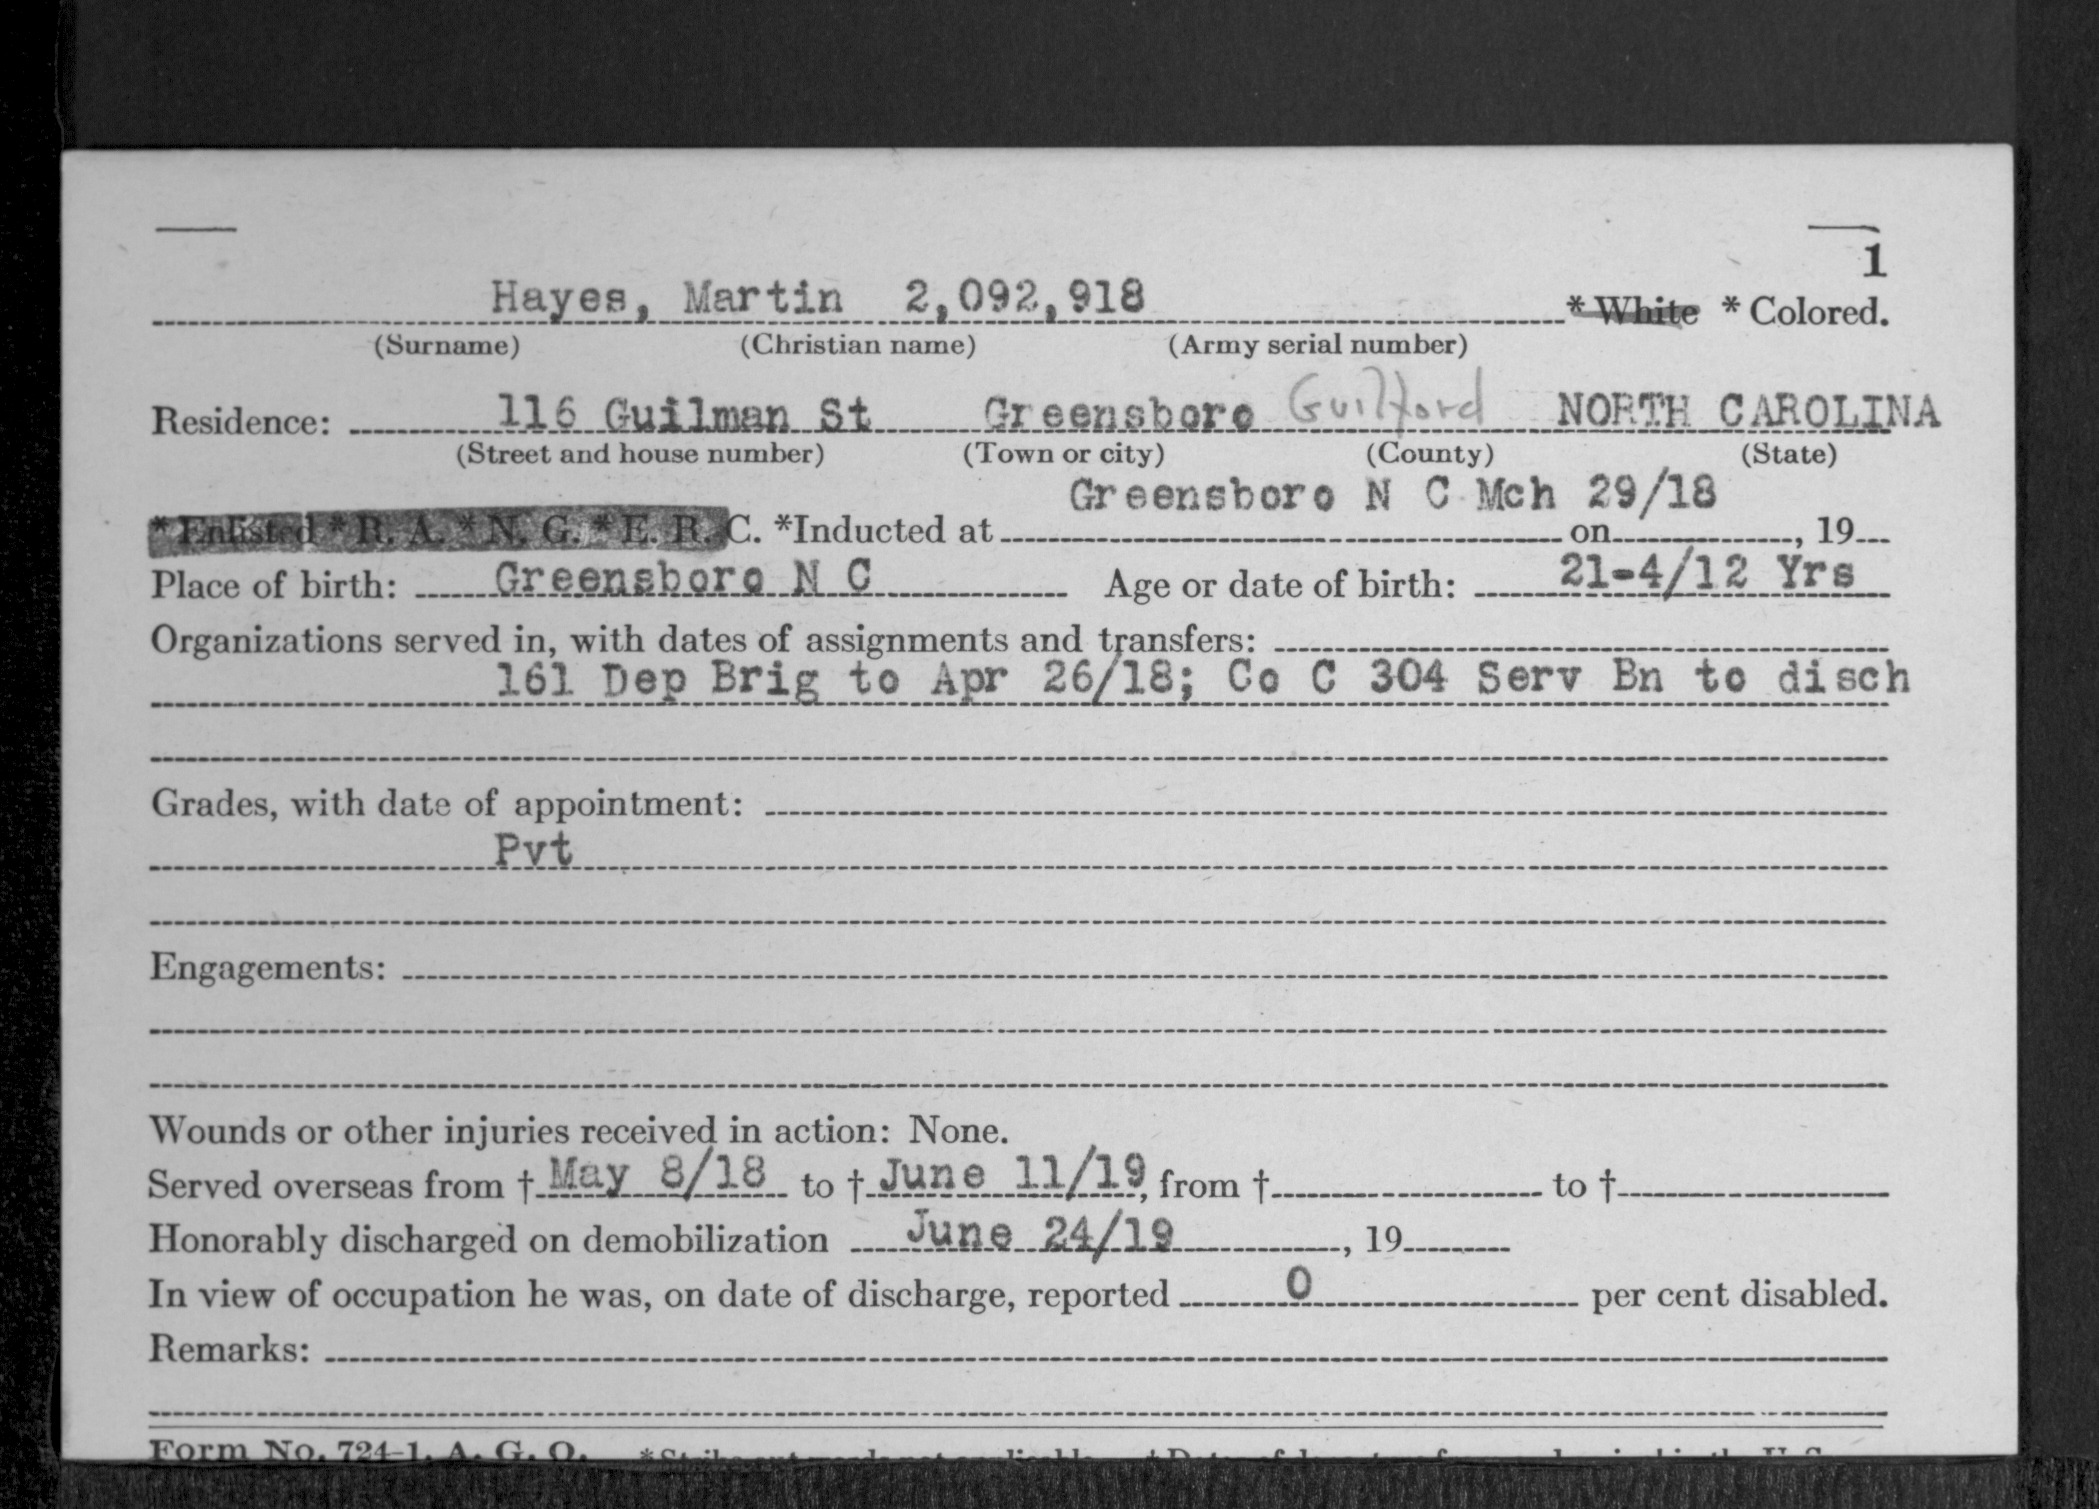 1
Hayes, Martin 2,092,918 * White * Colored.
(Surname) (Christian name) (Army serial number)
Residence: 116 Guilman St Greensboro Guilford NORTH CAROLINA
(Street and house number) (Town or city) (County) (State)
Greensboro N C Mch 29/18
* Enlisted * R. A. * N. G. * E. R. C. *Inducted at on , 19
Place of birth: Greensboro N C Age or date of birth: 21-4/12 Yrs
Organizations served in, with dates of assignments and transfers:
161 Dep Brig to Apr 26/18; Co C 304 Serv Bn to disch
Grades, with date of appointment:
Pvt
Engagements:
Wounds or other injuries received in action: None.
Served overseas from † May 8/18 to † June 11/19, from † to †
Honorably discharged on demobilization June 24/19 , 19
In view of occupation he was, on date of discharge, reported 0 per cent disabled.
Remarks:
Form No. 724-1, A. G. O.